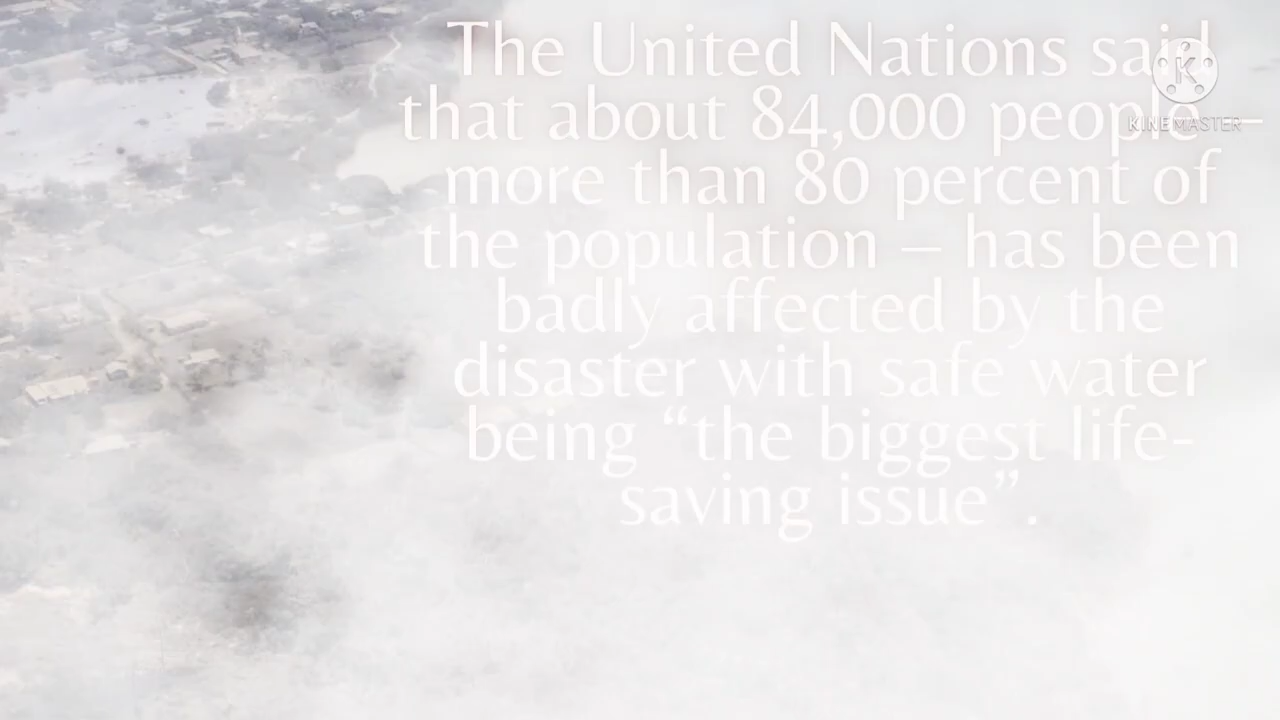 The United Nations said
that about 84,000 people –
more than 80 percent of
the population – has been
badly affected by the
disaster with safe water
being “the biggest life-
saving issue”.
K
KINEMASTER